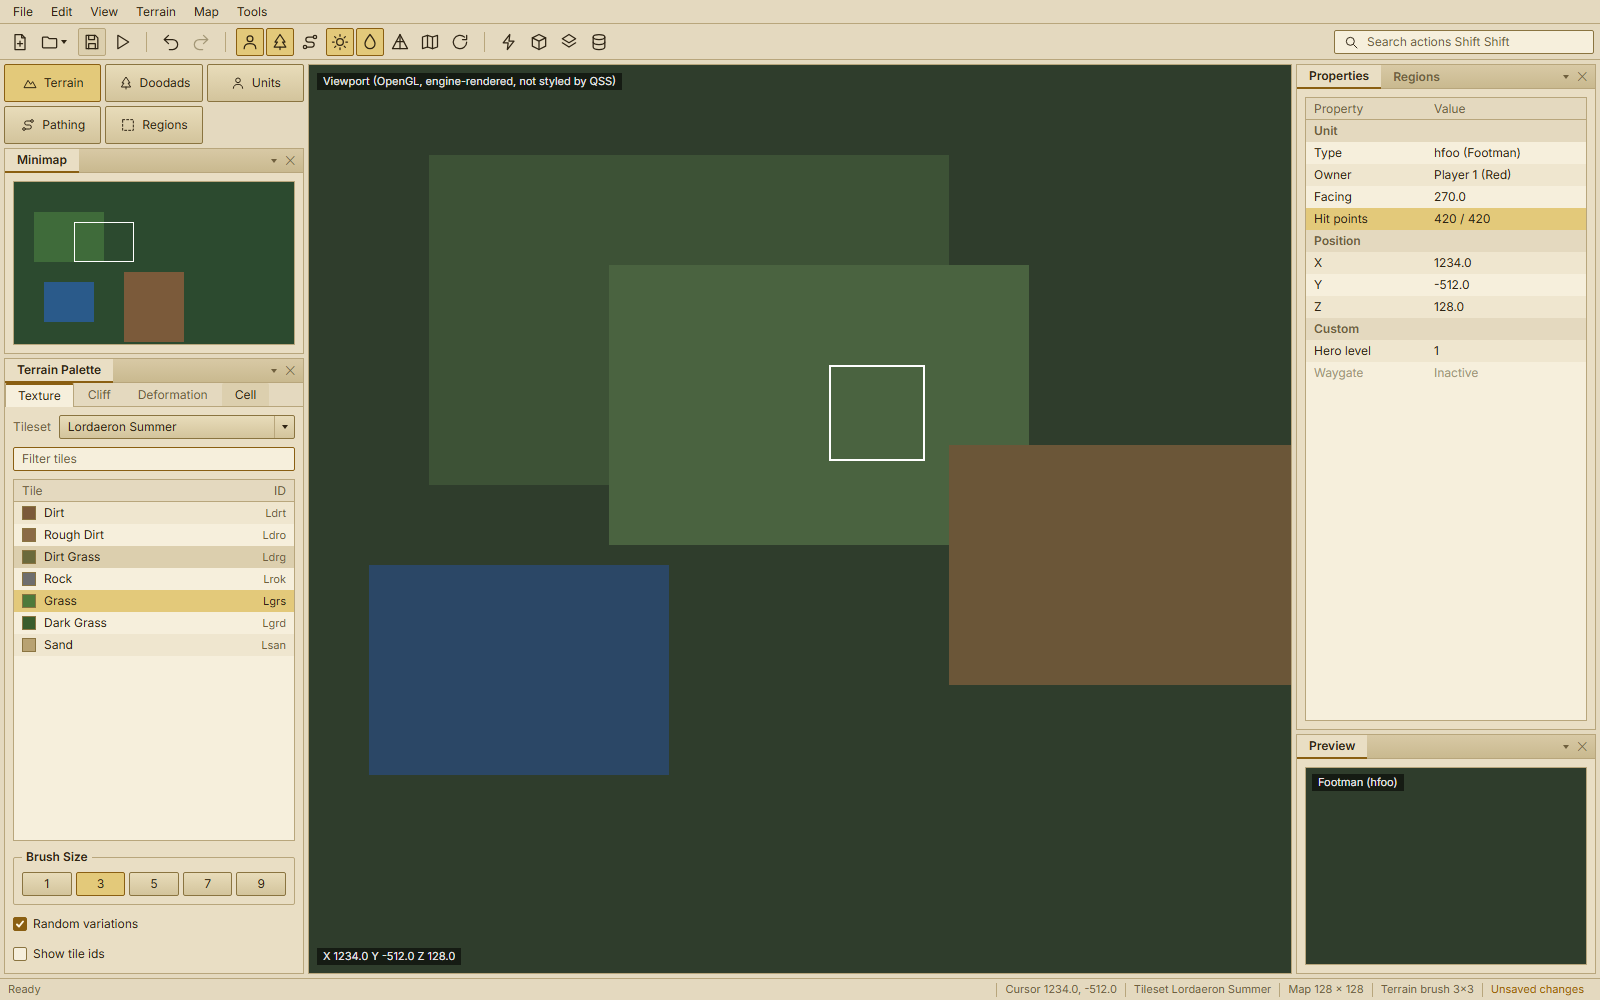 File Edit View Terrain Map Tools
Search actions Shift Shift
Terrain Doodads Units
Pathing Regions
Minimap
Terrain Palette
Texture Cliff Deformation Cell
Tileset Lordaeron Summer
Filter tiles
Tile ID
Dirt Ldrt
Rough Dirt Ldro
Dirt Grass Ldrg
Rock Lrok
Grass Lgrs
Dark Grass Lgrd
Sand Lsan
Brush Size
1 3 5 7 9
Random variations
Show tile ids
Viewport (OpenGL, engine-rendered, not styled by QSS)
X 1234.0 Y -512.0 Z 128.0
Properties Regions
Property Value
Unit
Type hfoo (Footman)
Owner Player 1 (Red)
Facing 270.0
Hit points 420 / 420
Position
X 1234.0
Y -512.0
Z 128.0
Custom
Hero level 1
Waygate Inactive
Preview
Footman (hfoo)
Ready Cursor 1234.0, -512.0 Tileset Lordaeron Summer Map 128 × 128 Terrain brush 3×3 Unsaved changes